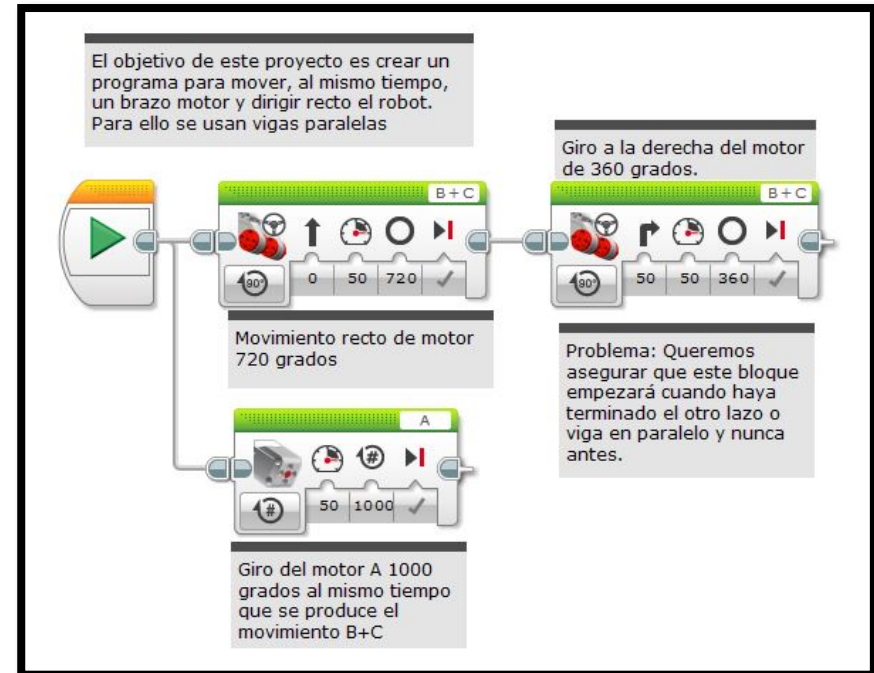 El objetivo de este proyecto es crear un
programa para mover, al mismo tiempo,
un brazo motor y dirigir recto el robot.
Para ello se usan vigas paralelas
Giro a la derecha del motor
de 360 grados.
B+C
90°
0 50 720
B+C
90°
50 50 360
Movimiento recto de motor
720 grados
Problema: Queremos
asegurar que este bloque
empezará cuando haya
terminado el otro lazo o
viga en paralelo y nunca
antes.
A
#
#
50 1000
Giro del motor A 1000
grados al mismo tiempo
que se produce el
movimiento B+C